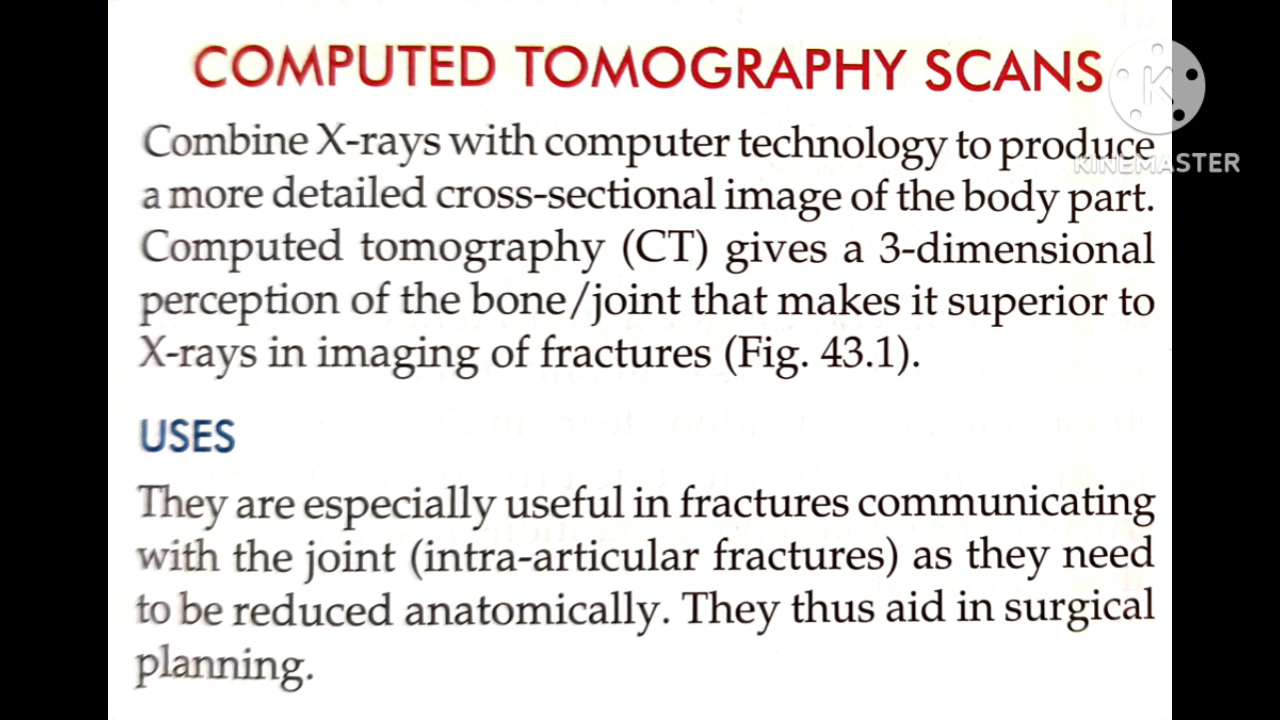 COMPUTED TOMOGRAPHY SCANS
Combine X-rays with computer technology to produce
a more detailed cross-sectional image of the body part.
Computed tomography (CT) gives a 3-dimensional
perception of the bone/joint that makes it superior to
X-rays in imaging of fractures (Fig. 43.1).
USES
They are especially useful in fractures communicating
with the joint (intra-articular fractures) as they need
to be reduced anatomically. They thus aid in surgical
planning.
K
KINEMASTER